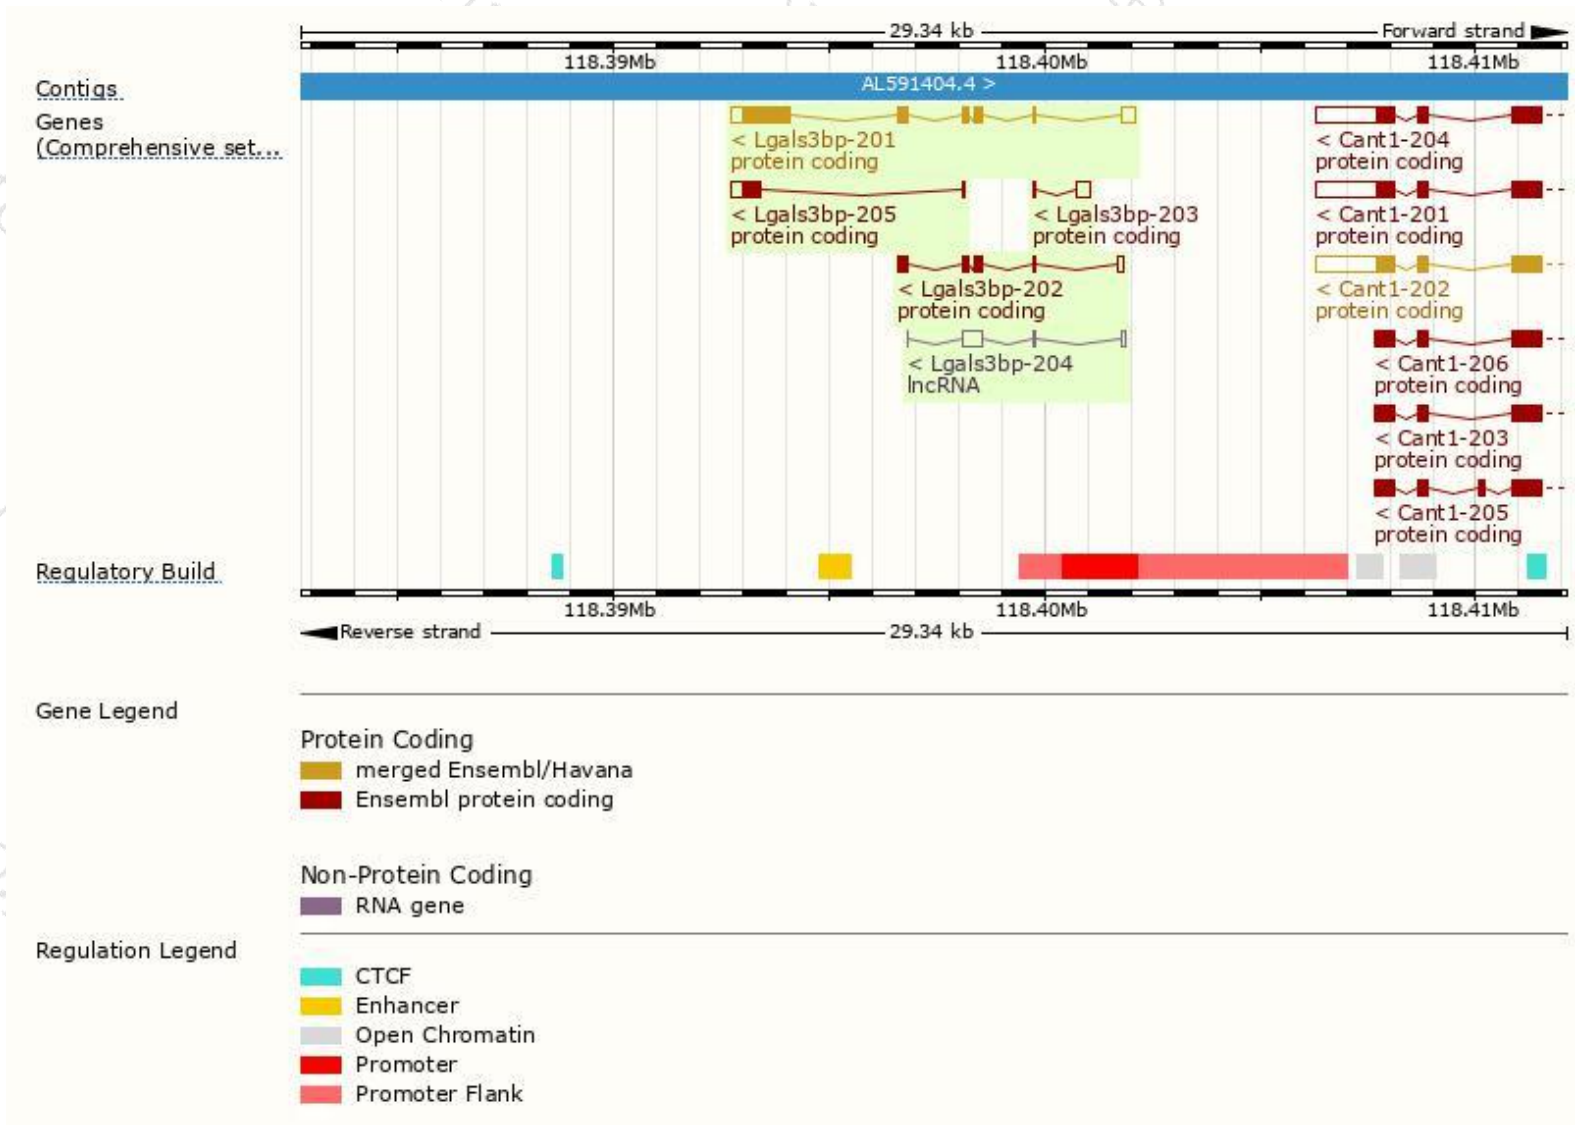 29.34 kb
Forward strand
118.39Mb 118.40Mb 118.41Mb
Contigs
AL591404.4 >
Genes
(Comprehensive set...
< Lgals3bp-201
protein coding
< Cant1-204
protein coding
< Lgals3bp-205
protein coding
< Lgals3bp-203
protein coding
< Cant1-201
protein coding
< Lgals3bp-202
protein coding
< Cant1-202
protein coding
< Lgals3bp-204
lncRNA
< Cant1-206
protein coding
< Cant1-203
protein coding
< Cant1-205
protein coding
Regulatory Build
118.39Mb 118.40Mb 118.41Mb
Reverse strand
29.34 kb
Gene Legend
Protein Coding
merged Ensembl/Havana
Ensembl protein coding
Non-Protein Coding
RNA gene
Regulation Legend
CTCF
Enhancer
Open Chromatin
Promoter
Promoter Flank